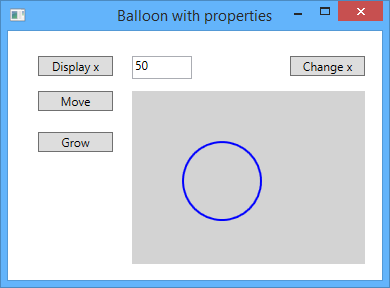 Balloon with properties
Display x
50
Change x
Move
Grow